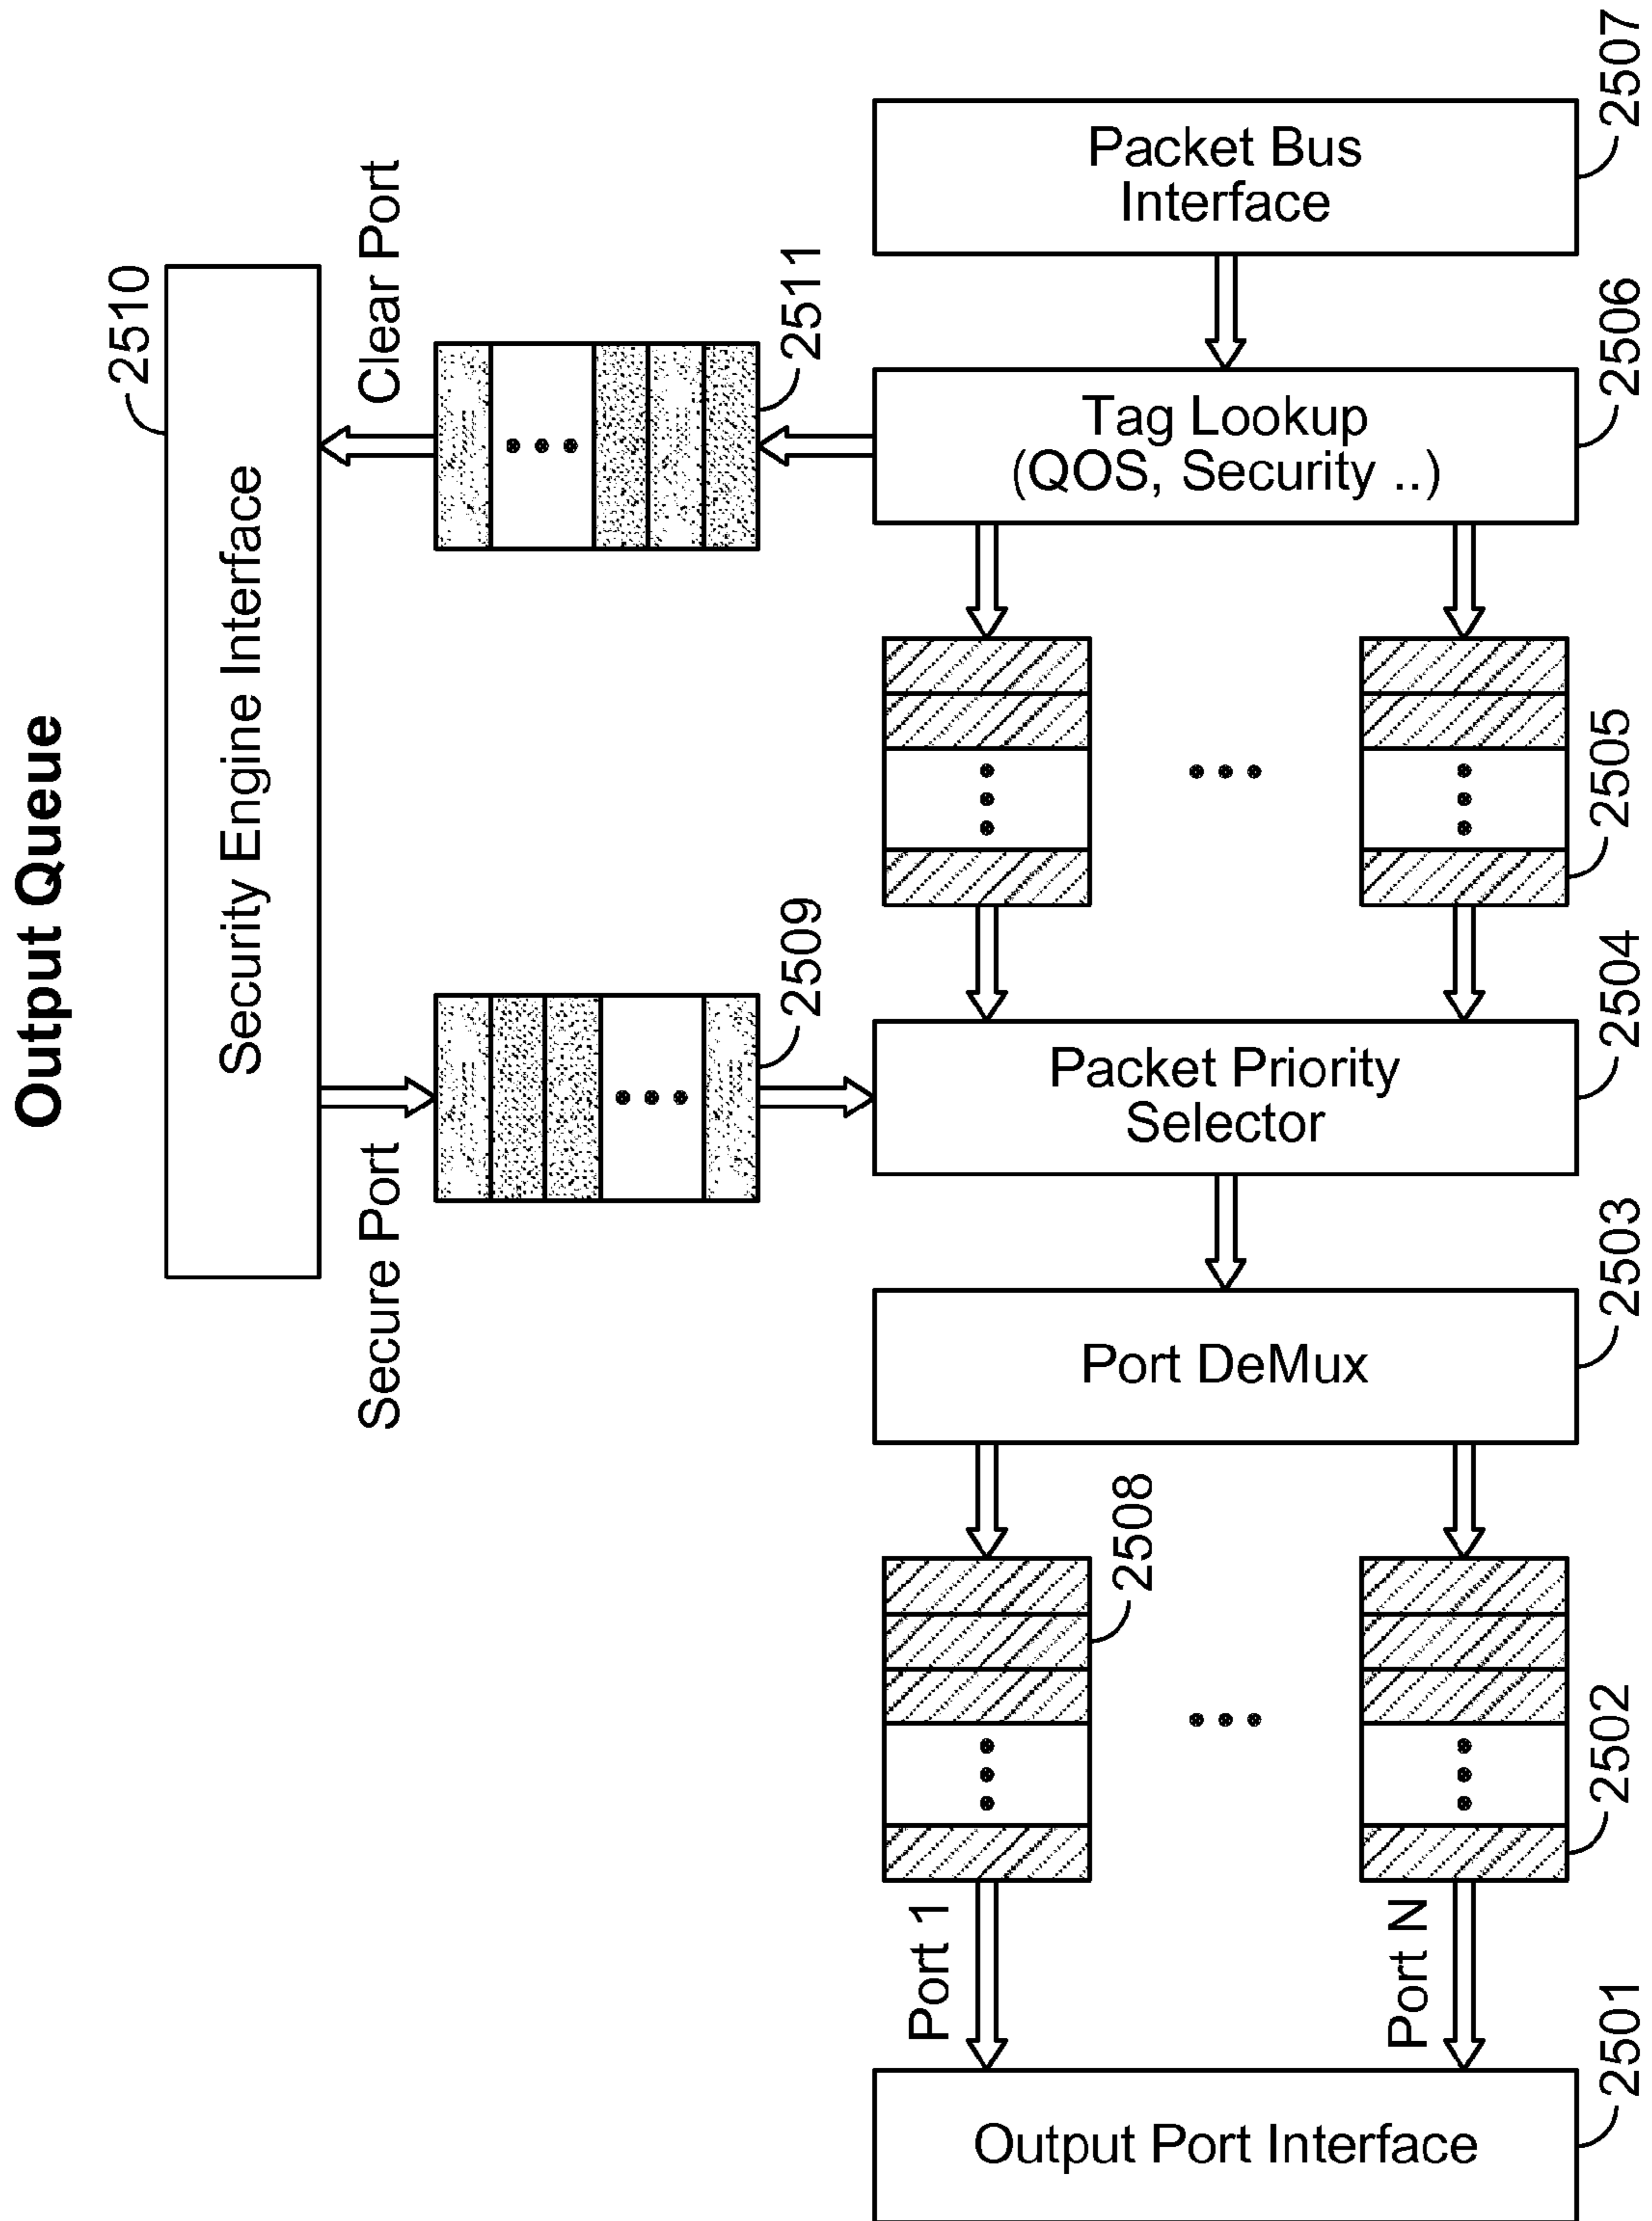 Output Queue
2510
Security Engine Interface
Secure Port
Clear Port
2509
2511
Packet Bus
Interface
2507
Tag Lookup
(QOS, Security ..)
2506
2505
Packet Priority
Selector
2504
Port DeMux
2503
2508
2502
Port 1
Port N
Output Port Interface
2501